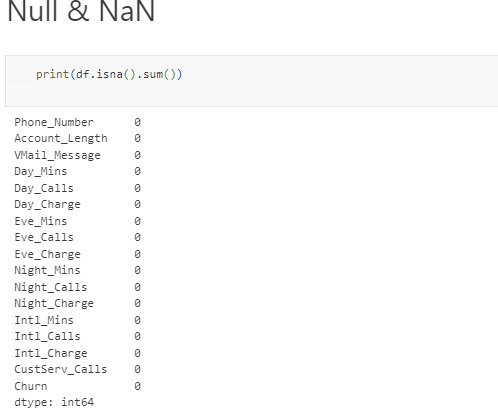 Null & NaN
print(df.isna().sum())
Phone_Number 0
Account_Length 0
VMail_Message 0
Day_Mins 0
Day_Calls 0
Day_Charge 0
Eve_Mins 0
Eve_Calls 0
Eve_Charge 0
Night_Mins 0
Night_Calls 0
Night_Charge 0
Intl_Mins 0
Intl_Calls 0
Intl_Charge 0
CustServ_Calls 0
Churn 0
dtype: int64